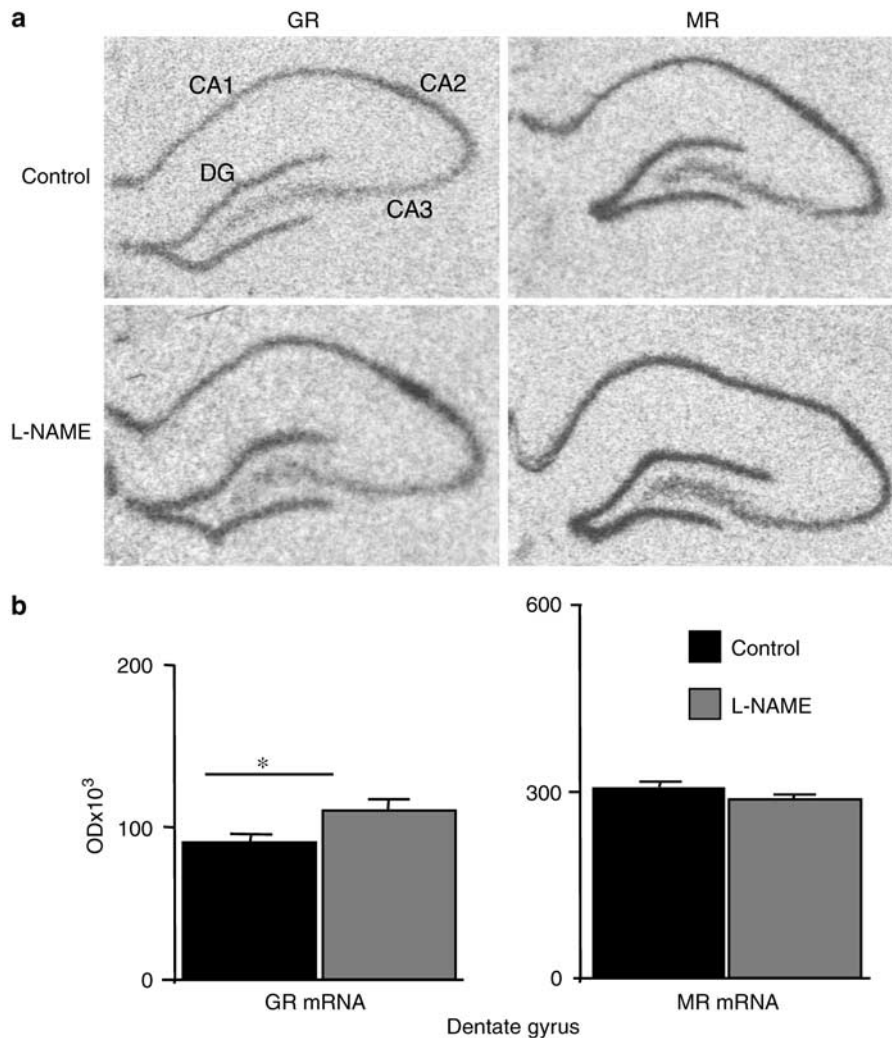 a
GR
MR
CA1
CA2
DG
CA3
Control
L-NAME
b
ODx10³
200
100
0
*
GR mRNA
600
300
0
Control
L-NAME
MR mRNA
Dentate gyrus